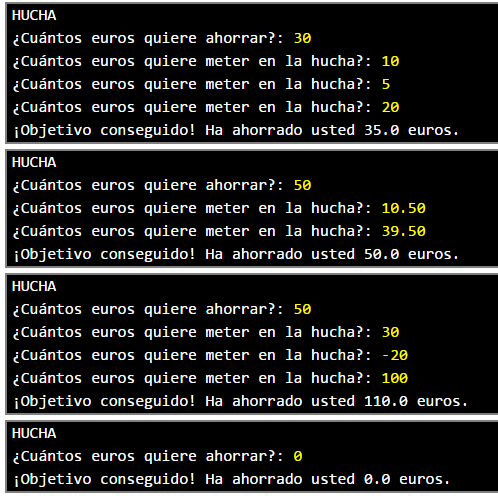 HUCHA
¿Cuántos euros quiere ahorrar?: 30
¿Cuántos euros quiere meter en la hucha?: 10
¿Cuántos euros quiere meter en la hucha?: 5
¿Cuántos euros quiere meter en la hucha?: 20
¡Objetivo conseguido! Ha ahorrado usted 35.0 euros.
HUCHA
¿Cuántos euros quiere ahorrar?: 50
¿Cuántos euros quiere meter en la hucha?: 10.50
¿Cuántos euros quiere meter en la hucha?: 39.50
¡Objetivo conseguido! Ha ahorrado usted 50.0 euros.
HUCHA
¿Cuántos euros quiere ahorrar?: 50
¿Cuántos euros quiere meter en la hucha?: 30
¿Cuántos euros quiere meter en la hucha?: -20
¿Cuántos euros quiere meter en la hucha?: 100
¡Objetivo conseguido! Ha ahorrado usted 110.0 euros.
HUCHA
¿Cuántos euros quiere ahorrar?: 0
¡Objetivo conseguido! Ha ahorrado usted 0.0 euros.